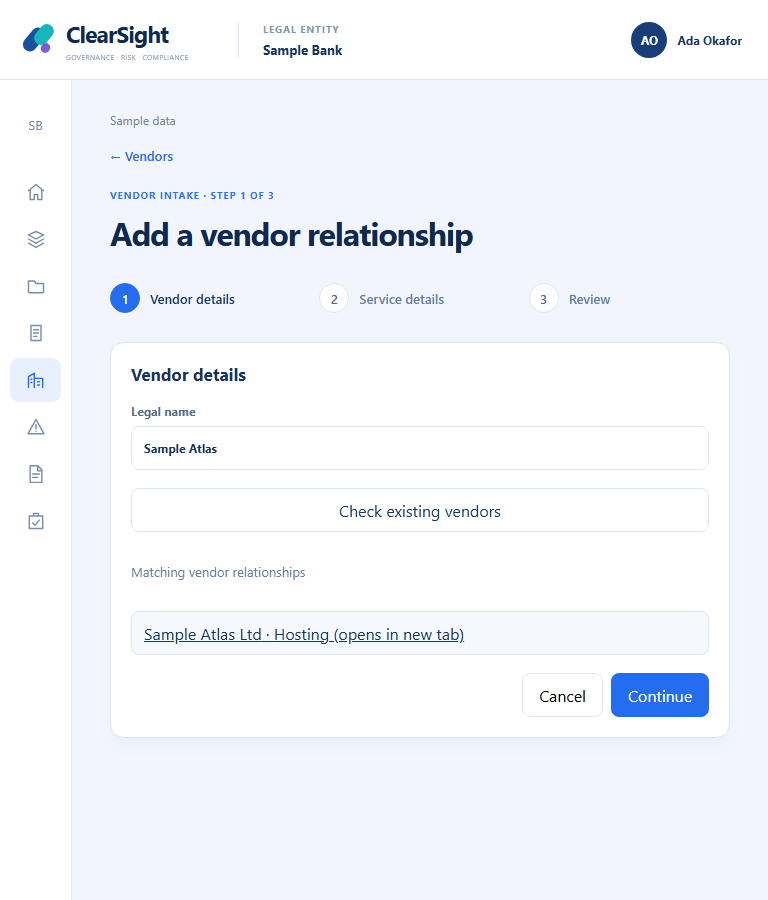 ClearSight
GOVERNANCE · RISK · COMPLIANCE
LEGAL ENTITY
Sample Bank
AO
Ada Okafor
SB
Sample data
← Vendors
VENDOR INTAKE · STEP 1 OF 3
Add a vendor relationship
1 Vendor details
2 Service details
3 Review
Vendor details
Legal name
Sample Atlas
Check existing vendors
Matching vendor relationships
Sample Atlas Ltd · Hosting (opens in new tab)
Cancel
Continue